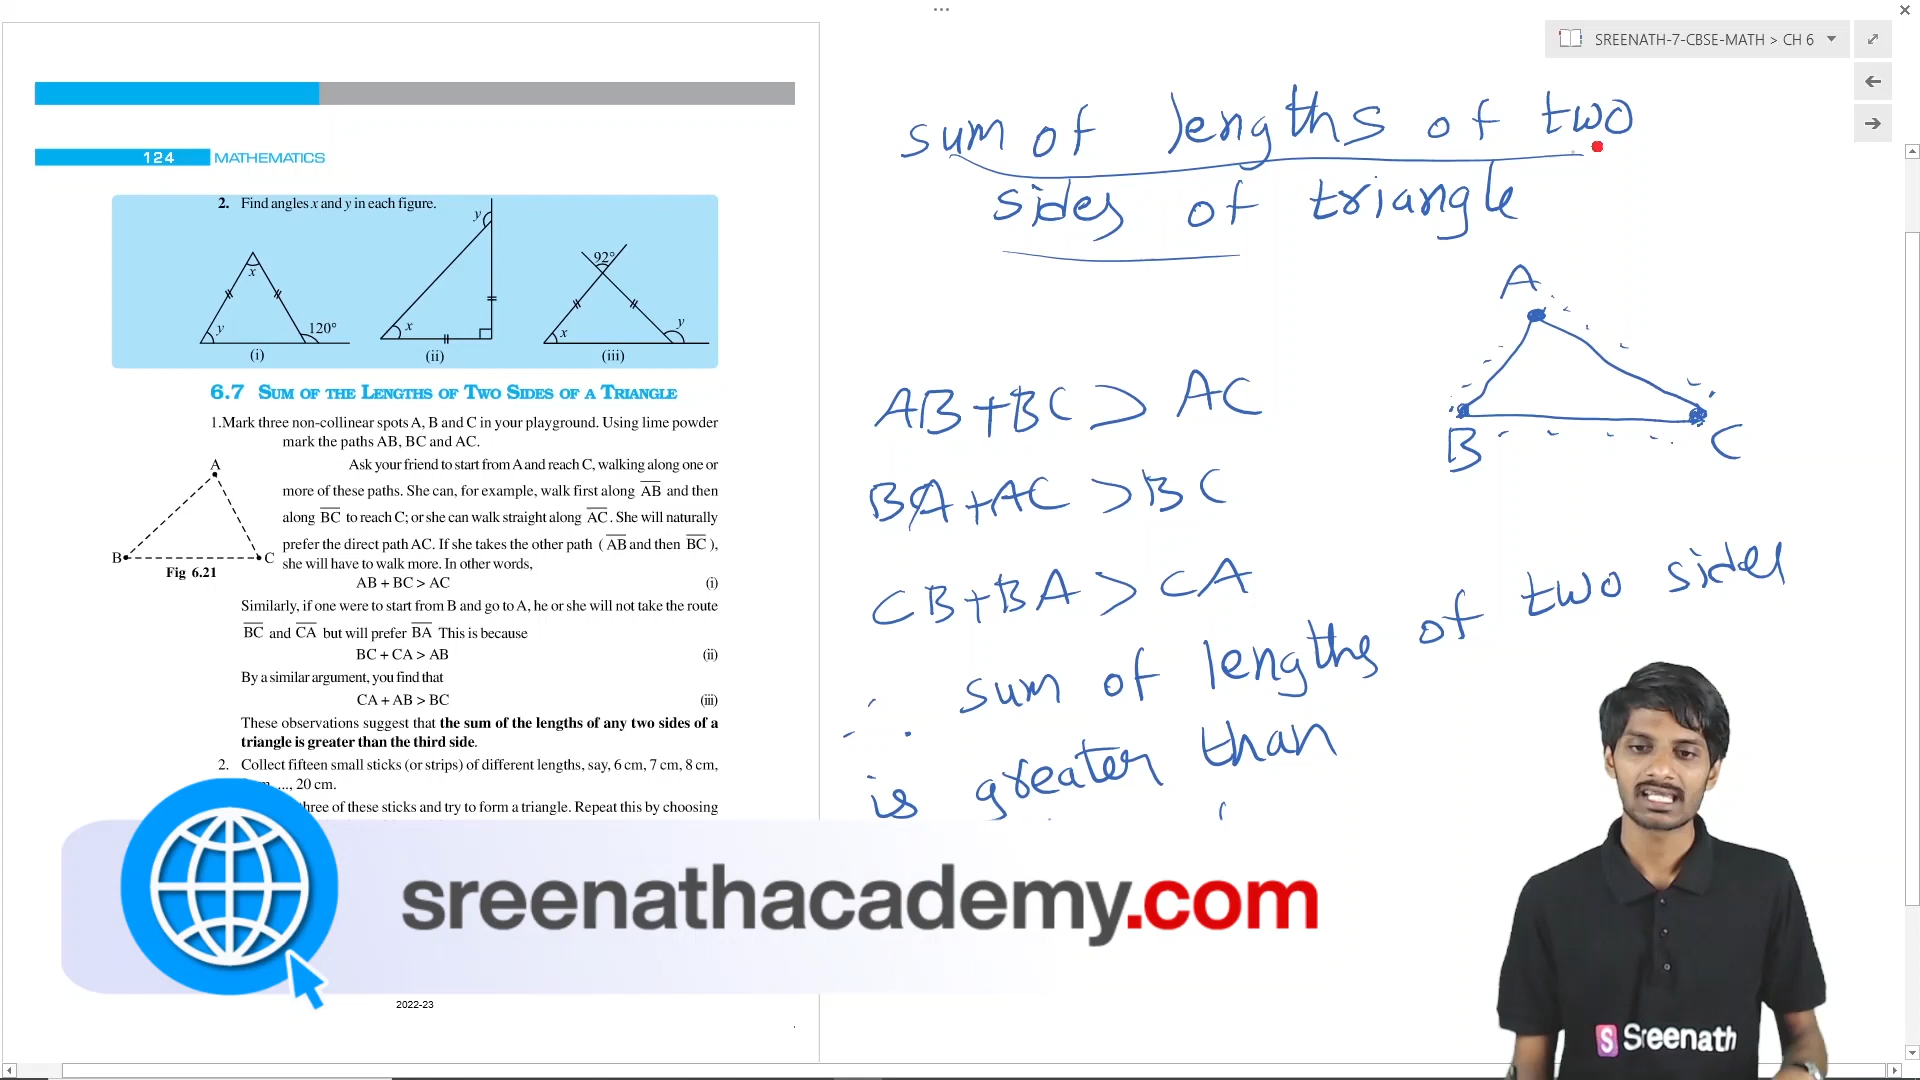 SREENATH-7-CBSE-MATH > CH 6
124 MATHEMATICS
2. Find angles x and y in each figure.
x
y
120°
(i)
y
x
(ii)
92°
x
y
(iii)
6.7 SUM OF THE LENGTHS OF TWO SIDES OF A TRIANGLE
1.Mark three non-collinear spots A, B and C in your playground. Using lime powder
mark the paths AB, BC and AC.
Ask your friend to start from A and reach C, walking along one or
more of these paths. She can, for example, walk first along AB and then
along BC to reach C; or she can walk straight along AC. She will naturally
prefer the direct path AC. If she takes the other path (AB and then BC),
she will have to walk more. In other words,
A
B
C
Fig 6.21
AB + BC > AC (i)
Similarly, if one were to start from B and go to A, he or she will not take the route
BC and CA but will prefer BA This is because
BC + CA > AB (ii)
By a similar argument, you find that
CA + AB > BC (iii)
These observations suggest that the sum of the lengths of any two sides of a
triangle is greater than the third side.
2. Collect fifteen small sticks (or strips) of different lengths, say, 6 cm, 7 cm, 8 cm,
..., 20 cm.
three of these sticks and try to form a triangle. Repeat this by choosing
2022-23
sum of lengths of two
sides of triangle
A
B
C
AB+BC > AC
BA+AC > BC
CB+BA > CA
∴ sum of lengths of two sides
is greater than
sreenathacademy.com
S Sreenath